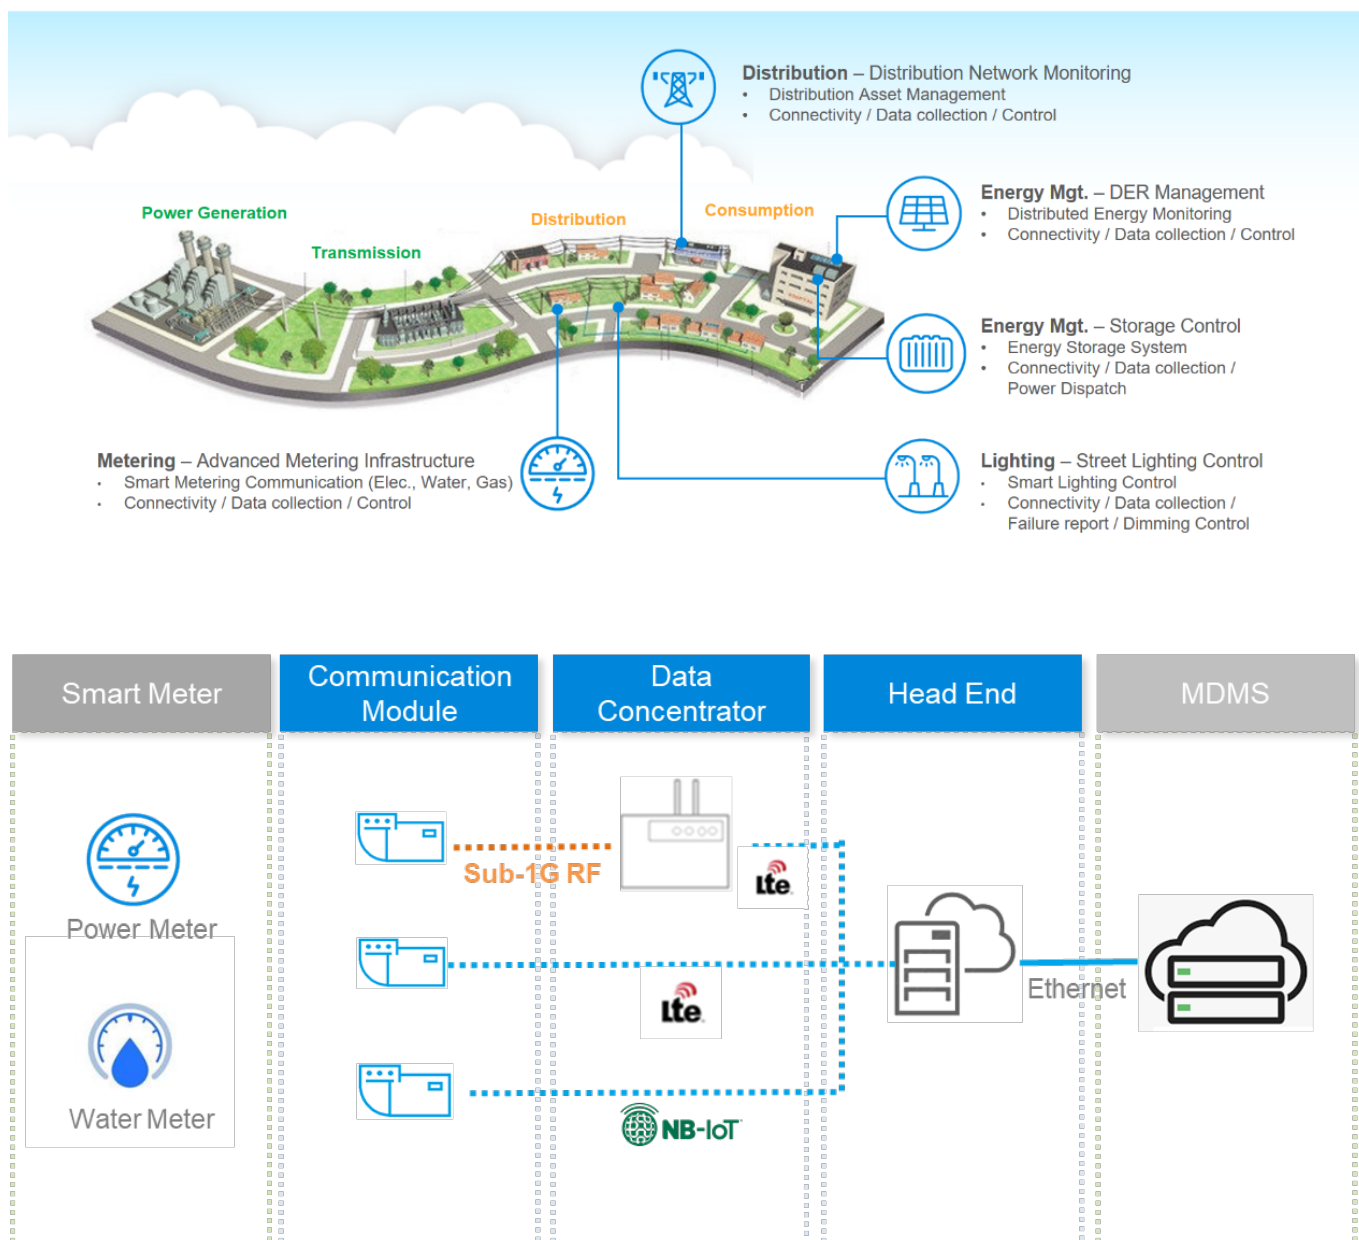 Distribution – Distribution Network Monitoring
• Distribution Asset Management
• Connectivity / Data collection / Control
Power Generation
Transmission
Distribution
Consumption
Energy Mgt. – DER Management
• Distributed Energy Monitoring
• Connectivity / Data collection / Control
Energy Mgt. – Storage Control
• Energy Storage System
• Connectivity / Data collection /
Power Dispatch
Metering – Advanced Metering Infrastructure
• Smart Metering Communication (Elec., Water, Gas)
• Connectivity / Data collection / Control
Lighting – Street Lighting Control
• Smart Lighting Control
• Connectivity / Data collection /
Failure report / Dimming Control
Smart Meter
Communication
Module
Data
Concentrator
Head End
MDMS
Sub-1G RF
Lte
Power Meter
Lte
Ethernet
Water Meter
NB-IoT